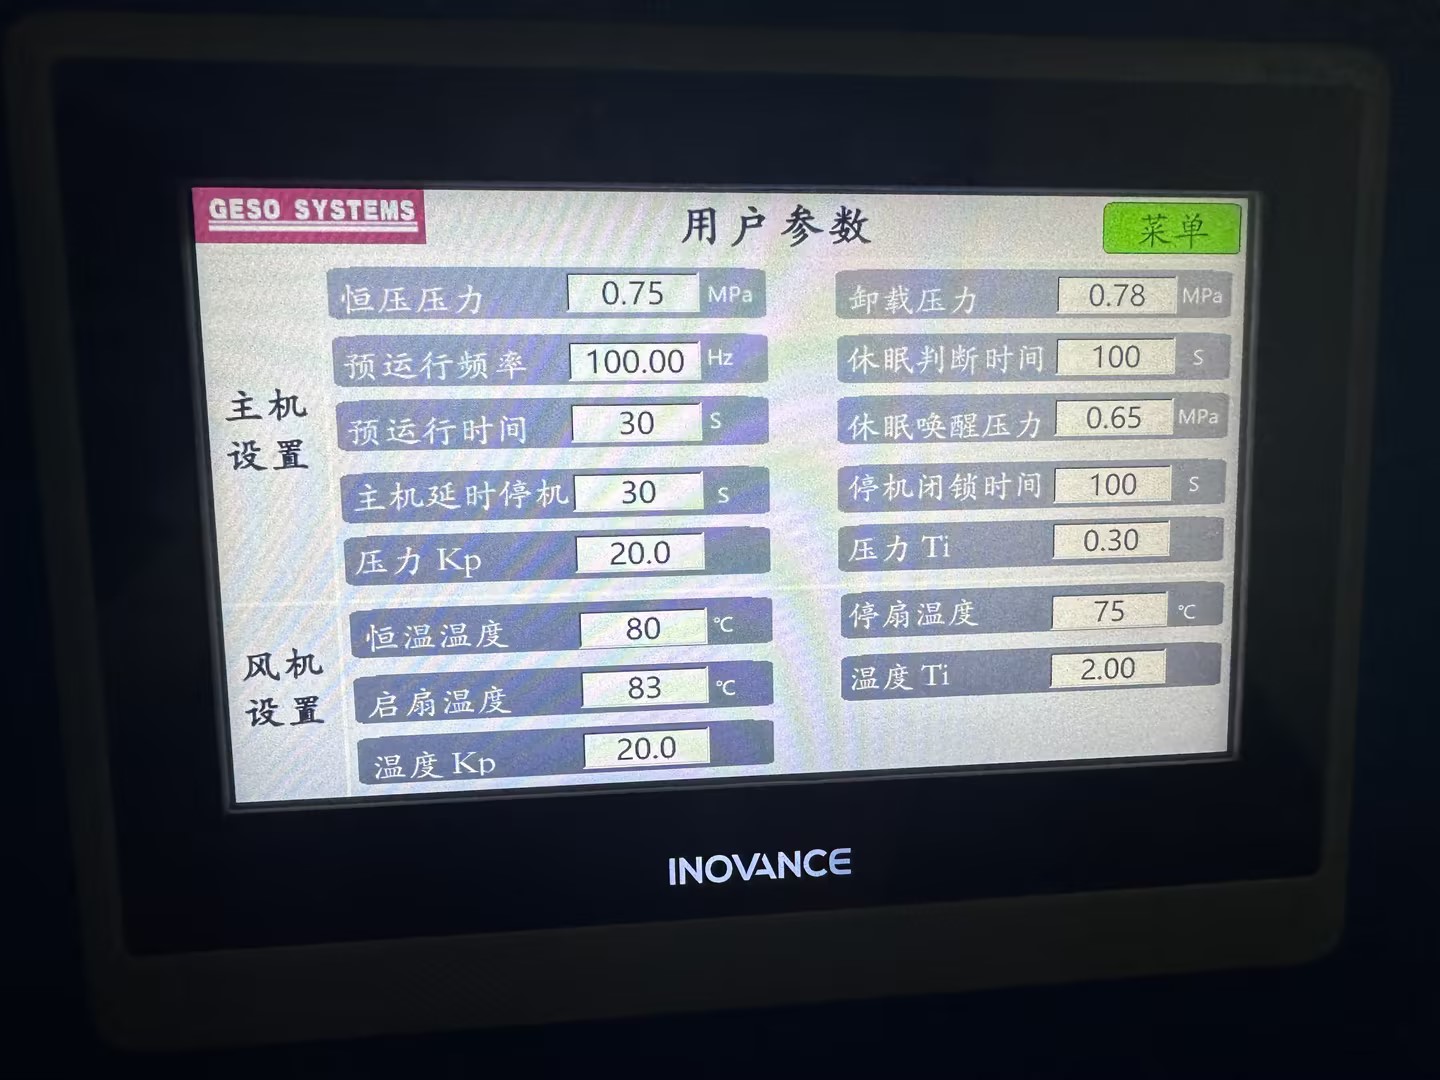 GESO SYSTEMS
用户参数
菜单
主机
设置
恒压压力 0.75 MPa
卸载压力 0.78 MPa
预运行频率 100.00 Hz
休眠判断时间 100 S
预运行时间 30 S
休眠唤醒压力 0.65 MPa
主机延时停机 30 S
停机闭锁时间 100 S
压力 Kp 20.0
压力 Ti 0.30
风机
设置
恒温温度 80 ℃
停扇温度 75 ℃
启扇温度 83 ℃
温度 Ti 2.00
温度 Kp 20.0
INOVANCE